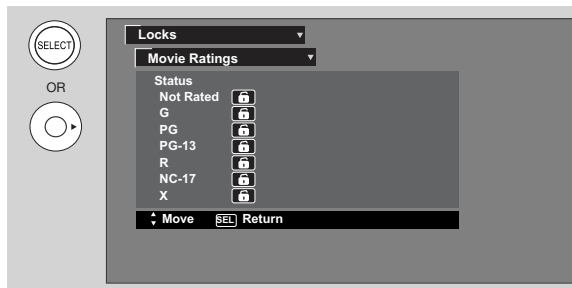 SELECT
OR
Locks
Movie Ratings
Status
Not Rated
G
PG
PG-13
R
NC-17
X
Move SEL Return